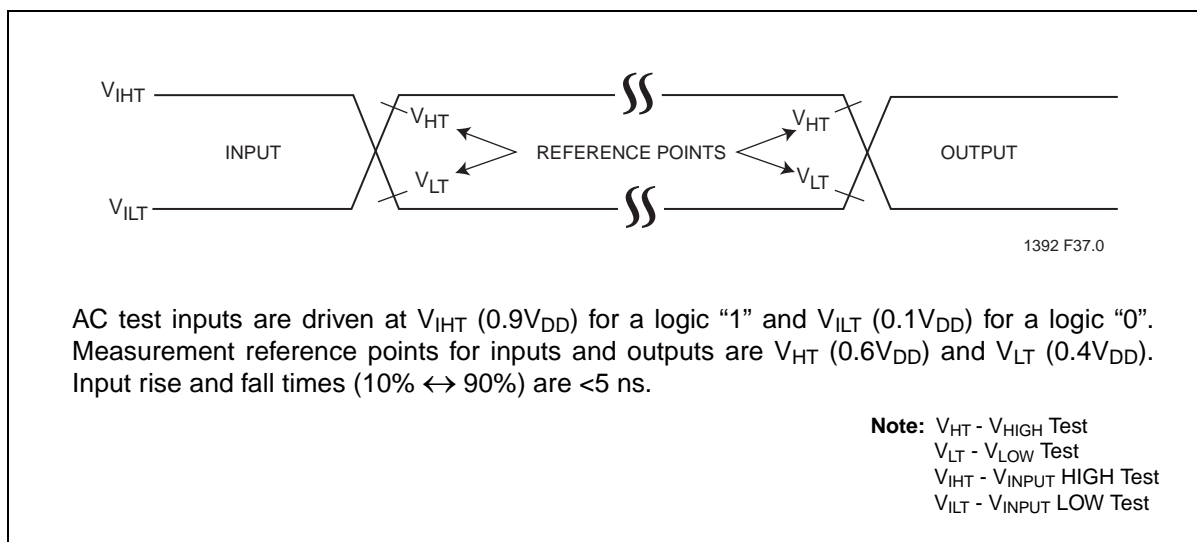 VIHT
VHT
VHT
INPUT
REFERENCE POINTS
OUTPUT
VLT
VLT
VILT
1392 F37.0
AC test inputs are driven at VIHT (0.9VDD) for a logic “1” and VILT (0.1VDD) for a logic “0”.
Measurement reference points for inputs and outputs are VHT (0.6VDD) and VLT (0.4VDD).
Input rise and fall times (10% ↔ 90%) are <5 ns.
Note: VHT - VHIGH Test
VLT - VLOW Test
VIHT - VINPUT HIGH Test
VILT - VINPUT LOW Test